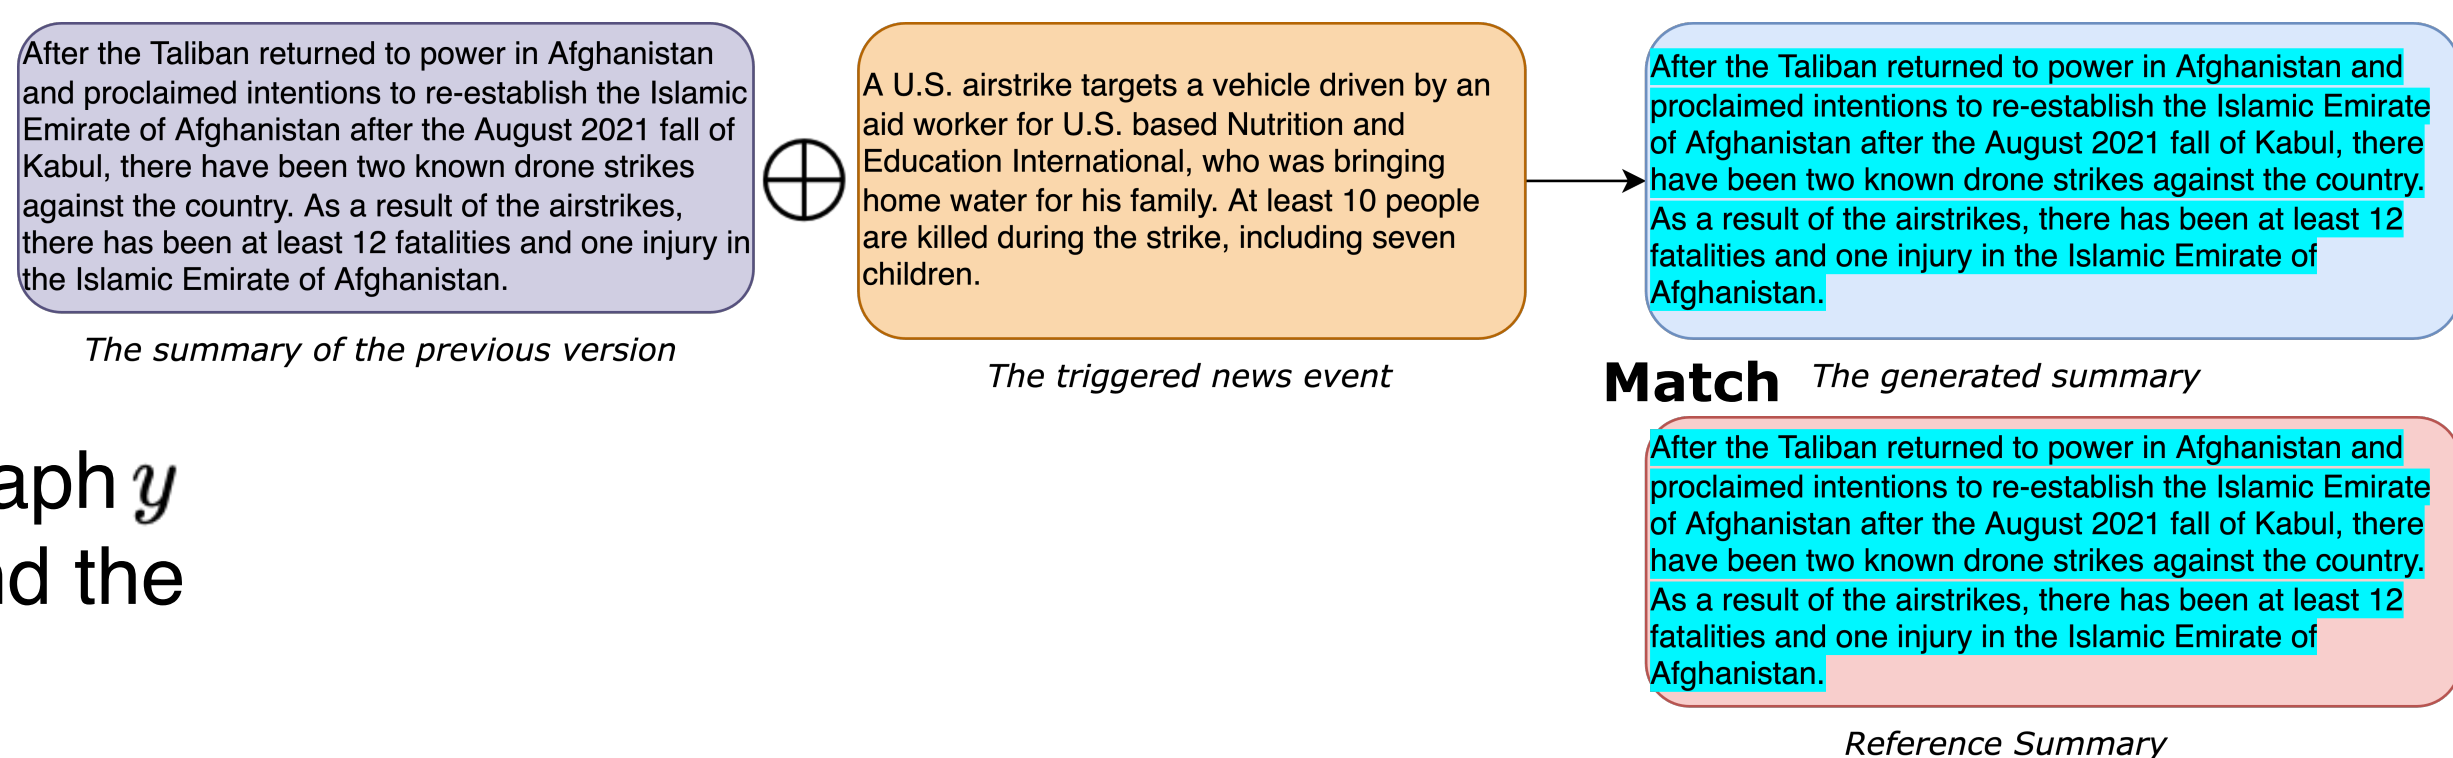 After the Taliban returned to power in Afghanistan
and proclaimed intentions to re-establish the Islamic
Emirate of Afghanistan after the August 2021 fall of
Kabul, there have been two known drone strikes
against the country. As a result of the airstrikes,
there has been at least 12 fatalities and one injury in
the Islamic Emirate of Afghanistan.
The summary of the previous version
A U.S. airstrike targets a vehicle driven by an
aid worker for U.S. based Nutrition and
Education International, who was bringing
home water for his family. At least 10 people
are killed during the strike, including seven
children.
The triggered news event
After the Taliban returned to power in Afghanistan and
proclaimed intentions to re-establish the Islamic Emirate
of Afghanistan after the August 2021 fall of Kabul, there
have been two known drone strikes against the country.
As a result of the airstrikes, there has been at least 12
fatalities and one injury in the Islamic Emirate of
Afghanistan.
Match The generated summary
After the Taliban returned to power in Afghanistan and
proclaimed intentions to re-establish the Islamic Emirate
of Afghanistan after the August 2021 fall of Kabul, there
have been two known drone strikes against the country.
As a result of the airstrikes, there has been at least 12
fatalities and one injury in the Islamic Emirate of
Afghanistan.
Reference Summary
aph y
nd the